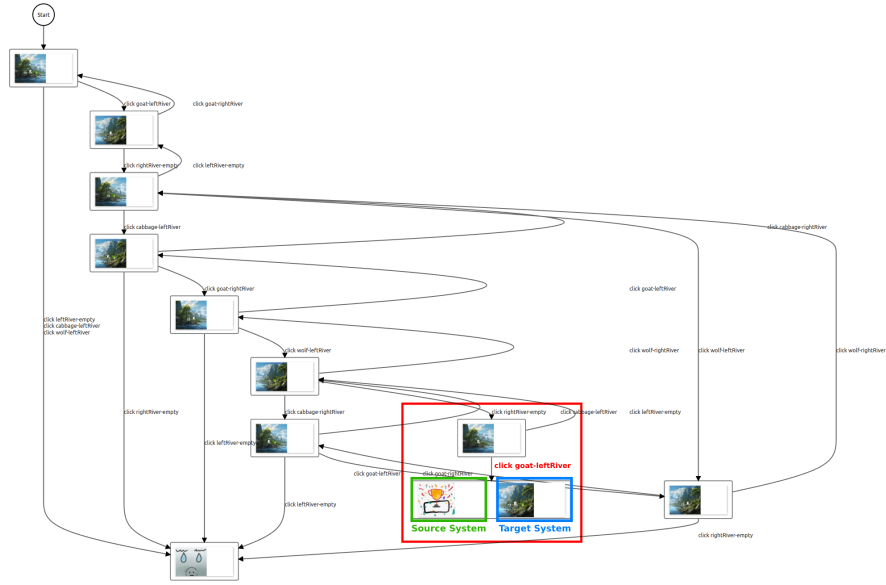 Start
click goat-leftRiver
click goat-rightRiver
click rightRiver-empty
click leftRiver-empty
click cabbage-leftRiver
click cabbage-rightRiver
click goat-rightRiver
click goat-leftRiver
click leftRiver-empty
click cabbage-leftRiver
click wolf-leftRiver
click wolf-leftRiver
click wolf-rightRiver
click wolf-leftRiver
click wolf-rightRiver
click rightRiver-empty
click cabbage-rightRiver
click rightRiver-empty
click cabbage-leftRiver
click leftRiver-empty
click leftRiver-empty
click goat-leftRiver
click goat-leftRiver
click goat-rightRiver
click leftRiver-empty
Source System
Target System
click rightRiver-empty